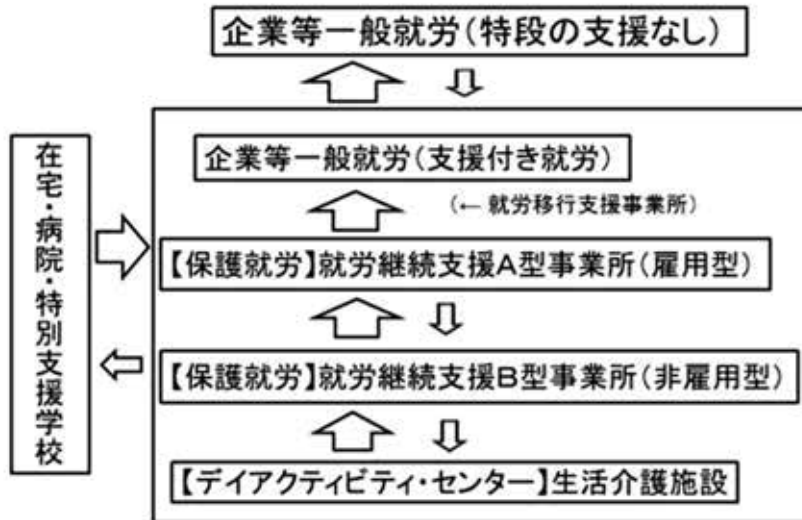 企業等一般就労(特段の支援なし)
在宅・病院・特別支援学校
企業等一般就労(支援付き就労)
(← 就労移行支援事業所)
【保護就労】就労継続支援A型事業所(雇用型)
【保護就労】就労継続支援B型事業所(非雇用型)
【デイアクティビティ・センター】生活介護施設